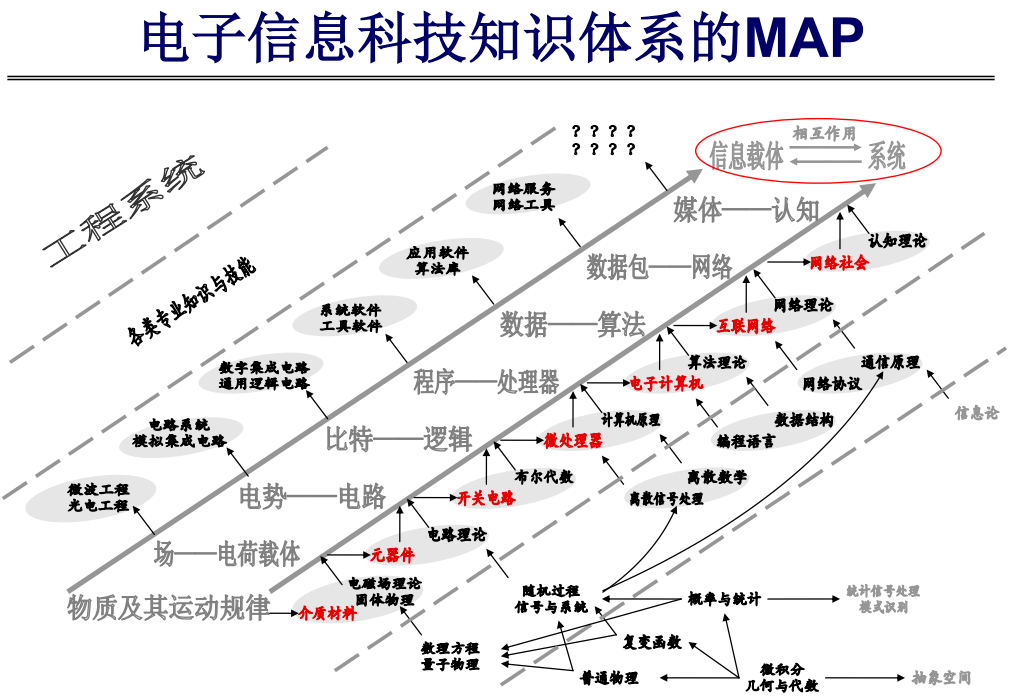 电子信息科技知识体系的MAP
工程系统
各类专业知识与技能
？？？？
？？？？
相互作用
信息载体
系统
网络服务
网络工具
媒体——认知
认知理论
网络社会
应用软件
算法库
数据包——网络
网络理论
互联网络
系统软件
工具软件
数据——算法
算法理论
电子计算机
通信原理
网络协议
信息论
数字集成电路
通用逻辑电路
程序——处理器
计算机原理
微处理器
数据结构
编程语言
电路系统
模拟集成电路
比特——逻辑
布尔代数
开关电路
离散数学
离散信号处理
微波工程
光电工程
电势——电路
电路理论
元器件
场——电荷载体
电磁场理论
固体物理
介质材料
物质及其运动规律
随机过程
信号与系统
概率与统计
统计信号处理
模式识别
数理方程
量子物理
复变函数
普通物理
微积分
几何与代数
抽象空间